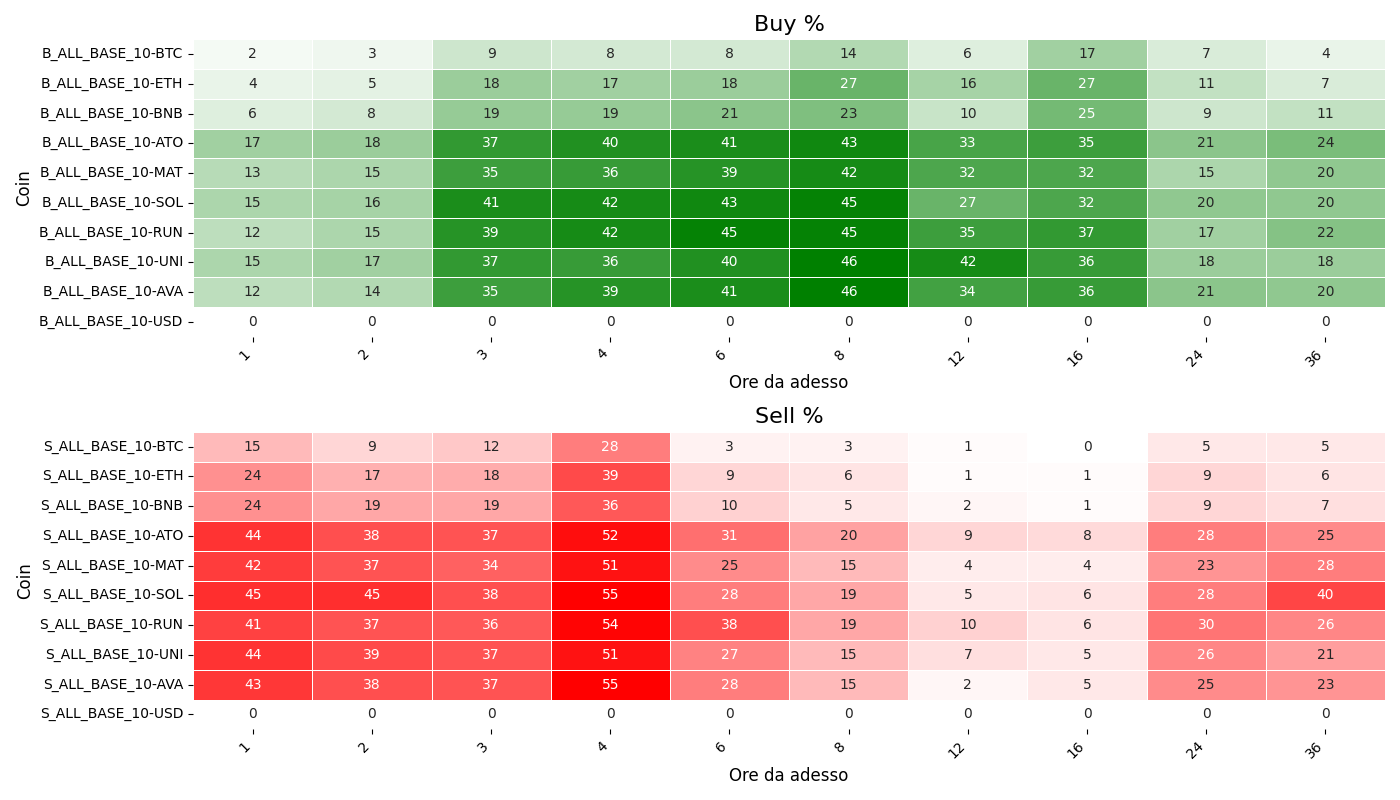 Buy %
Coin
B_ALL_BASE_10-BTC 2 3 9 8 8 14 6 17 7 4
B_ALL_BASE_10-ETH 4 5 18 17 18 27 16 27 11 7
B_ALL_BASE_10-BNB 6 8 19 19 21 23 10 25 9 11
B_ALL_BASE_10-ATO 17 18 37 40 41 43 33 35 21 24
B_ALL_BASE_10-MAT 13 15 35 36 39 42 32 32 15 20
B_ALL_BASE_10-SOL 15 16 41 42 43 45 27 32 20 20
B_ALL_BASE_10-RUN 12 15 39 42 45 45 35 37 17 22
B_ALL_BASE_10-UNI 15 17 37 36 40 46 42 36 18 18
B_ALL_BASE_10-AVA 12 14 35 39 41 46 34 36 21 20
B_ALL_BASE_10-USD 0 0 0 0 0 0 0 0 0 0
1 2 3 4 6 8 12 16 24 36
Ore da adesso
Sell %
Coin
S_ALL_BASE_10-BTC 15 9 12 28 3 3 1 0 5 5
S_ALL_BASE_10-ETH 24 17 18 39 9 6 1 1 9 6
S_ALL_BASE_10-BNB 24 19 19 36 10 5 2 1 9 7
S_ALL_BASE_10-ATO 44 38 37 52 31 20 9 8 28 25
S_ALL_BASE_10-MAT 42 37 34 51 25 15 4 4 23 28
S_ALL_BASE_10-SOL 45 45 38 55 28 19 5 6 28 40
S_ALL_BASE_10-RUN 41 37 36 54 38 19 10 6 30 26
S_ALL_BASE_10-UNI 44 39 37 51 27 15 7 5 26 21
S_ALL_BASE_10-AVA 43 38 37 55 28 15 2 5 25 23
S_ALL_BASE_10-USD 0 0 0 0 0 0 0 0 0 0
1 2 3 4 6 8 12 16 24 36
Ore da adesso